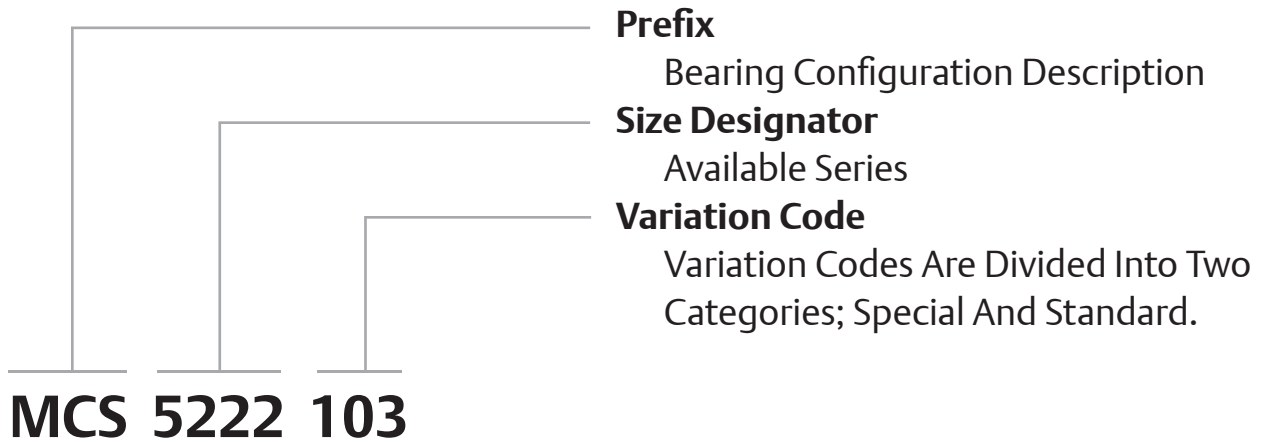 Prefix
Bearing Configuration Description
Size Designator
Available Series
Variation Code
Variation Codes Are Divided Into Two
Categories; Special And Standard.
MCS 5222 103